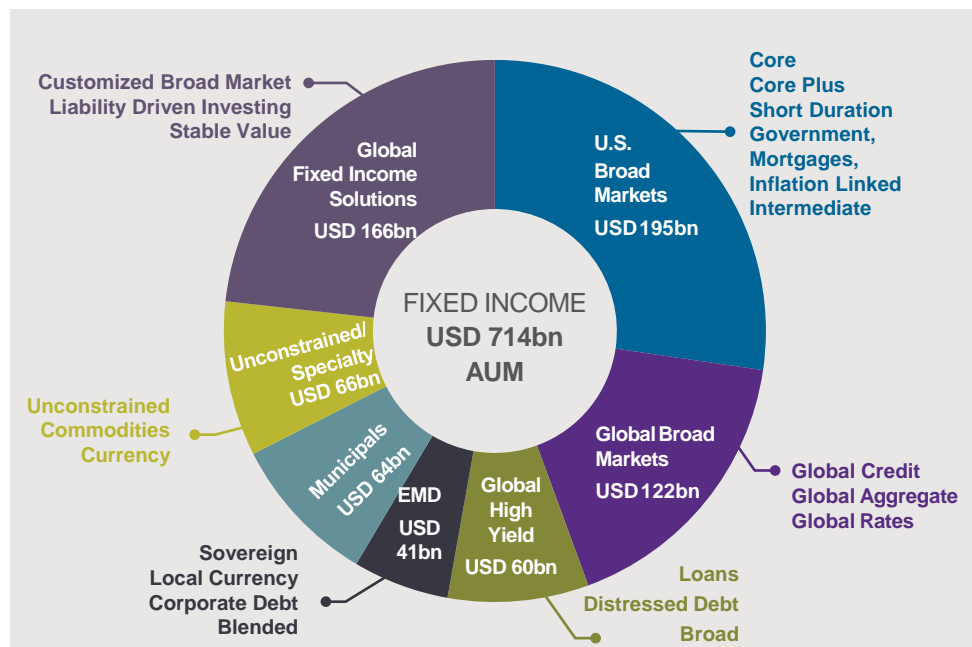 Customized Broad Market
Liability Driven Investing
Stable Value
Core
Core Plus
Short Duration
Government,
Mortgages,
Inflation Linked
Intermediate
Global
Fixed Income
Solutions
USD 166bn
U.S.
Broad
Markets
USD 195bn
FIXED INCOME
USD 714bn
AUM
Unconstrained/
Specialty
USD 66bn
Unconstrained
Commodities
Currency
Municipals
USD 64bn
EMD
USD
41bn
Global
High
Yield
USD 60bn
Global Broad
Markets
USD 122bn
Global Credit
Global Aggregate
Global Rates
Sovereign
Local Currency
Corporate Debt
Blended
Loans
Distressed Debt
Broad